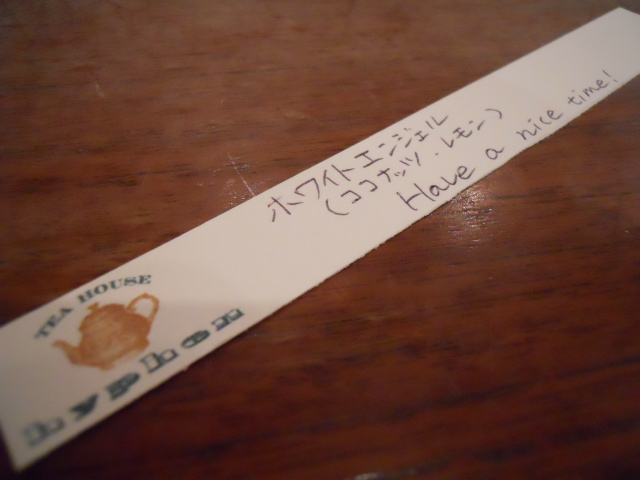 ホワイトエンジェル
(ココナッツ・レモン)
Have a nice time!
TEA HOUSE
Lyphon